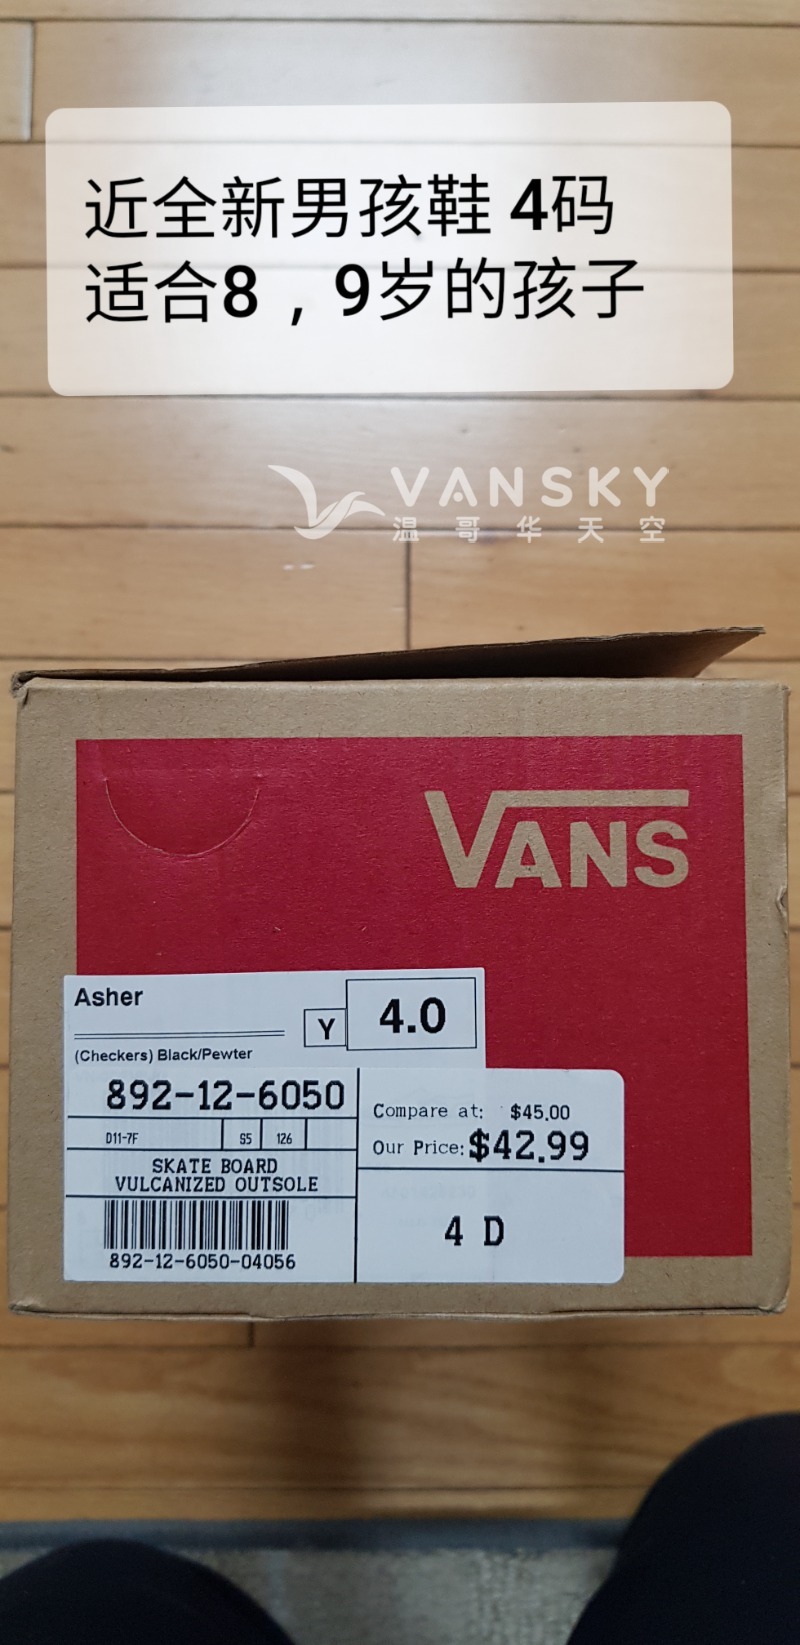 近全新男孩鞋 4码
适合8，9岁的孩子
VANSKY
温哥华天空
VANS
Asher
Y
4.0
(Checkers) Black/Pewter
892-12-6050
Compare at: $45.00
D11-7F 55 126
Our Price: $42.99
SKATE BOARD
VULCANIZED OUTSOLE
4 D
892-12-6050-04056